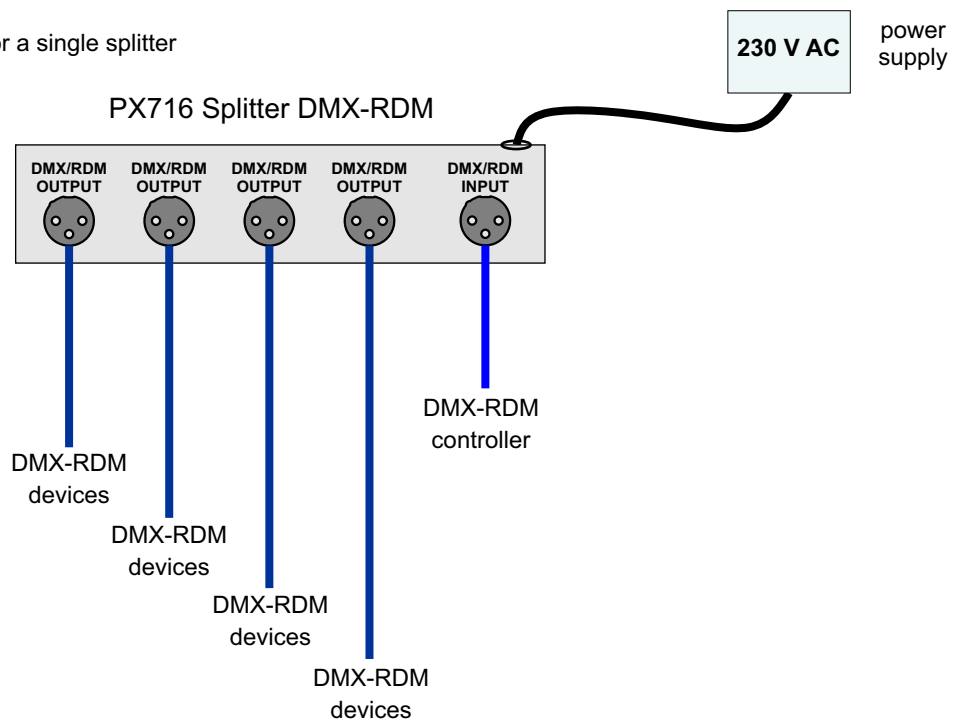 r a single splitter
230 V AC
power
supply
PX716 Splitter DMX-RDM
DMX/RDM
OUTPUT
DMX/RDM
OUTPUT
DMX/RDM
OUTPUT
DMX/RDM
OUTPUT
DMX/RDM
INPUT
DMX-RDM
controller
DMX-RDM
devices
DMX-RDM
devices
DMX-RDM
devices
DMX-RDM
devices